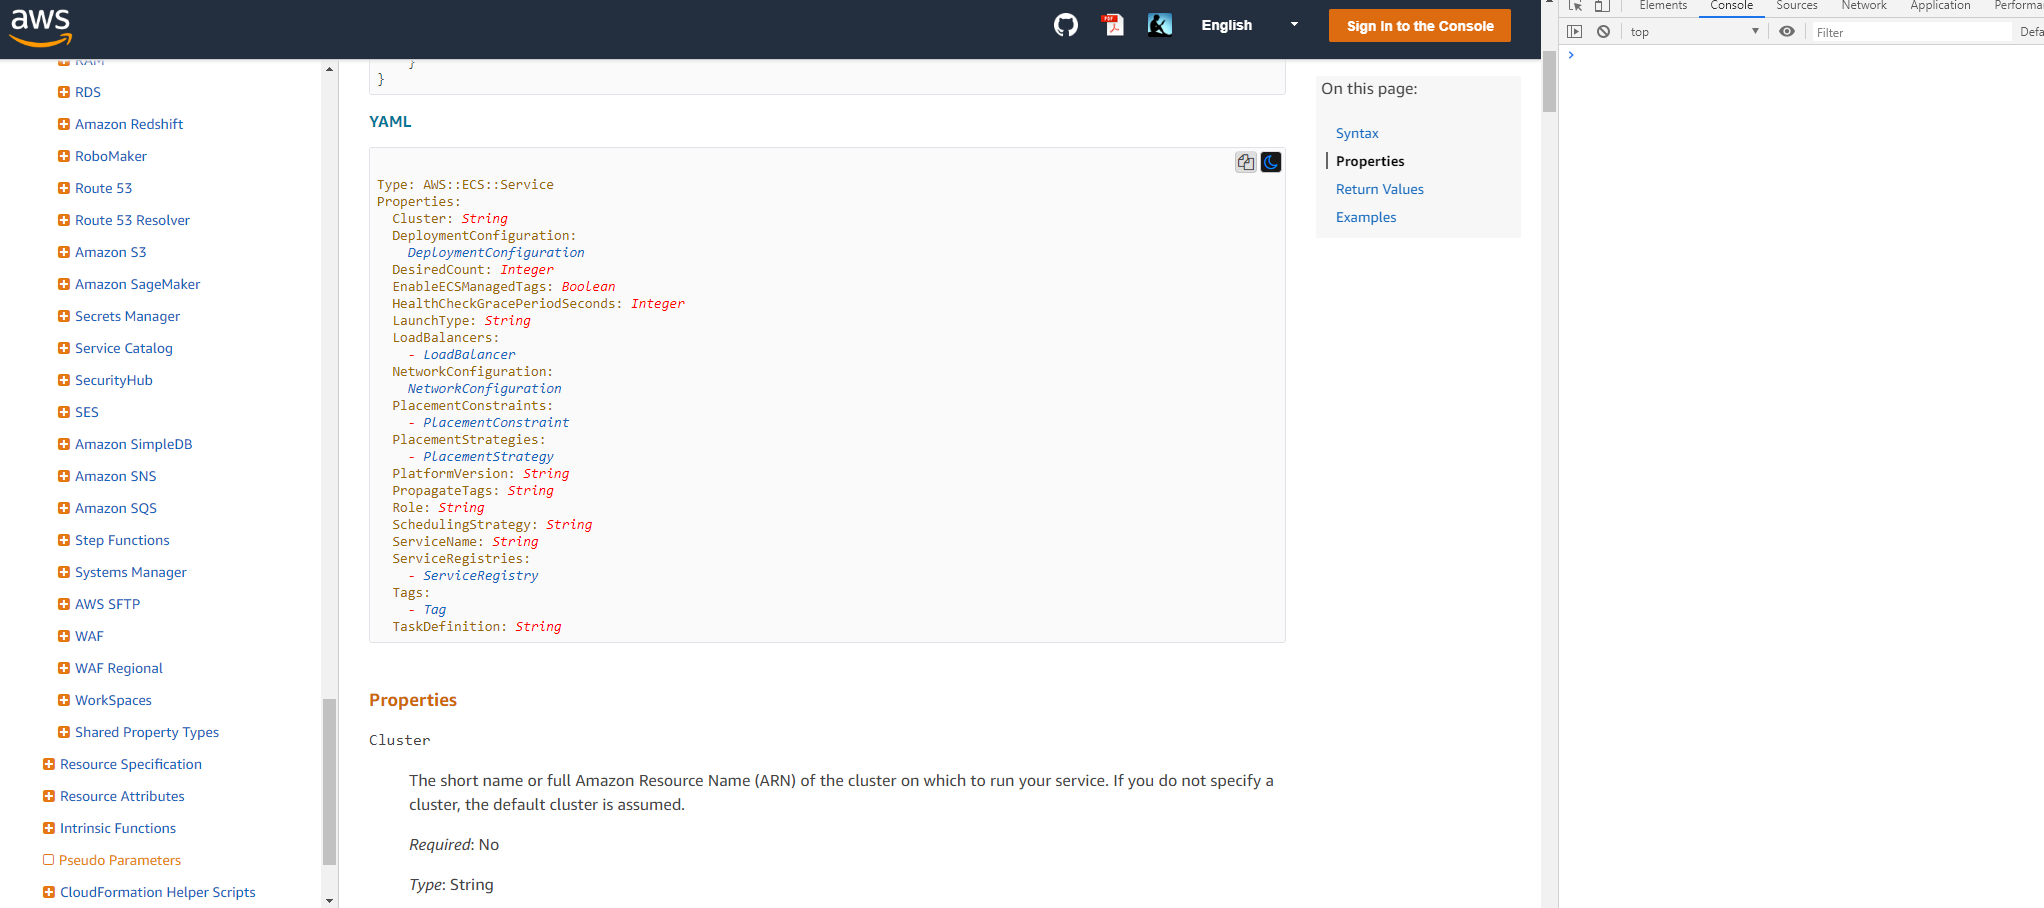 aws
English
Sign In to the Console
RAM
RDS
Amazon Redshift
RoboMaker
Route 53
Route 53 Resolver
Amazon S3
Amazon SageMaker
Secrets Manager
Service Catalog
SecurityHub
SES
Amazon SimpleDB
Amazon SNS
Amazon SQS
Step Functions
Systems Manager
AWS SFTP
WAF
WAF Regional
WorkSpaces
Shared Property Types
Resource Specification
Resource Attributes
Intrinsic Functions
Pseudo Parameters
CloudFormation Helper Scripts
}
}
YAML
Type: AWS::ECS::Service
Properties:
  Cluster: String
  DeploymentConfiguration:
    DeploymentConfiguration
  DesiredCount: Integer
  EnableECSManagedTags: Boolean
  HealthCheckGracePeriodSeconds: Integer
  LaunchType: String
  LoadBalancers:
    - LoadBalancer
  NetworkConfiguration:
    NetworkConfiguration
  PlacementConstraints:
    - PlacementConstraint
  PlacementStrategies:
    - PlacementStrategy
  PlatformVersion: String
  PropagateTags: String
  Role: String
  SchedulingStrategy: String
  ServiceName: String
  ServiceRegistries:
    - ServiceRegistry
  Tags:
    - Tag
  TaskDefinition: String
Properties
Cluster
The short name or full Amazon Resource Name (ARN) of the cluster on which to run your service. If you do not specify a
cluster, the default cluster is assumed.
Required: No
Type: String
On this page:
Syntax
Properties
Return Values
Examples
Elements Console Sources Network Application Performa
top Filter Defa